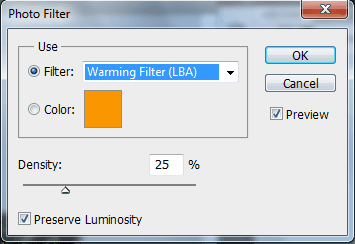 Photo Filter
Use
Filter: Warming Filter (LBA)
Color:
OK
Cancel
Preview
Density: 25 %
Preserve Luminosity